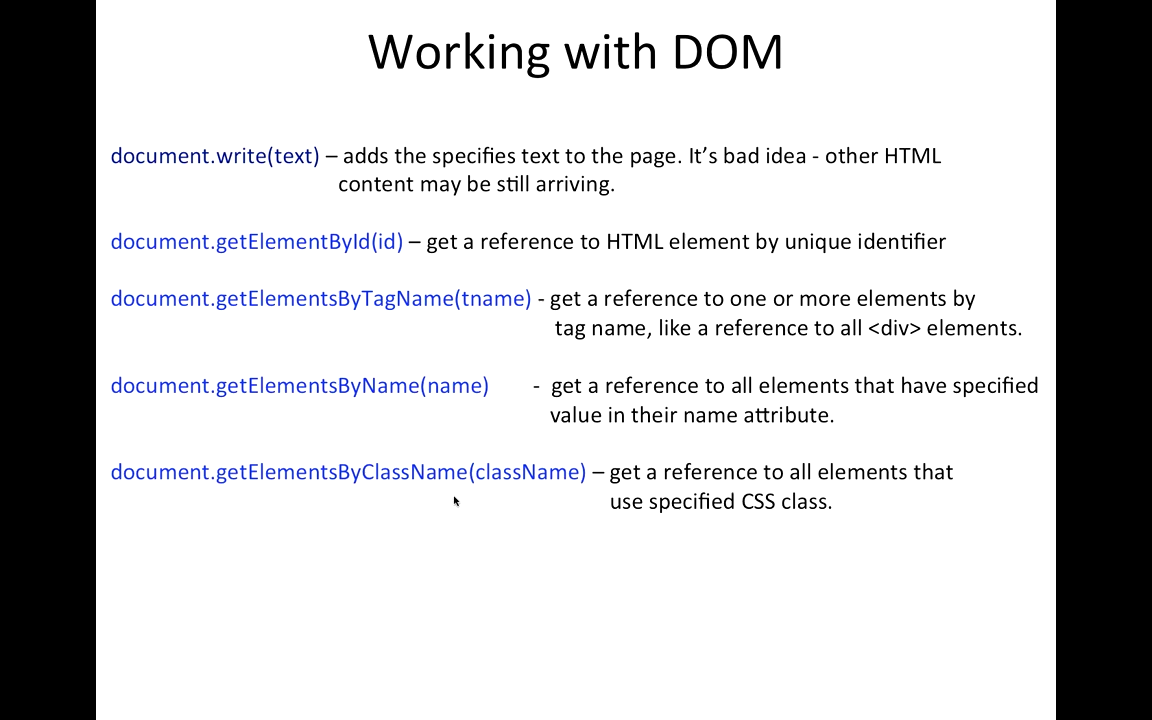 Working with DOM
document.write(text) – adds the specifies text to the page. It’s bad idea - other HTML
content may be still arriving.
document.getElementById(id) – get a reference to HTML element by unique identifier
document.getElementsByTagName(tname) - get a reference to one or more elements by
tag name, like a reference to all <div> elements.
document.getElementsByName(name) - get a reference to all elements that have specified
value in their name attribute.
document.getElementsByClassName(className) – get a reference to all elements that
use specified CSS class.